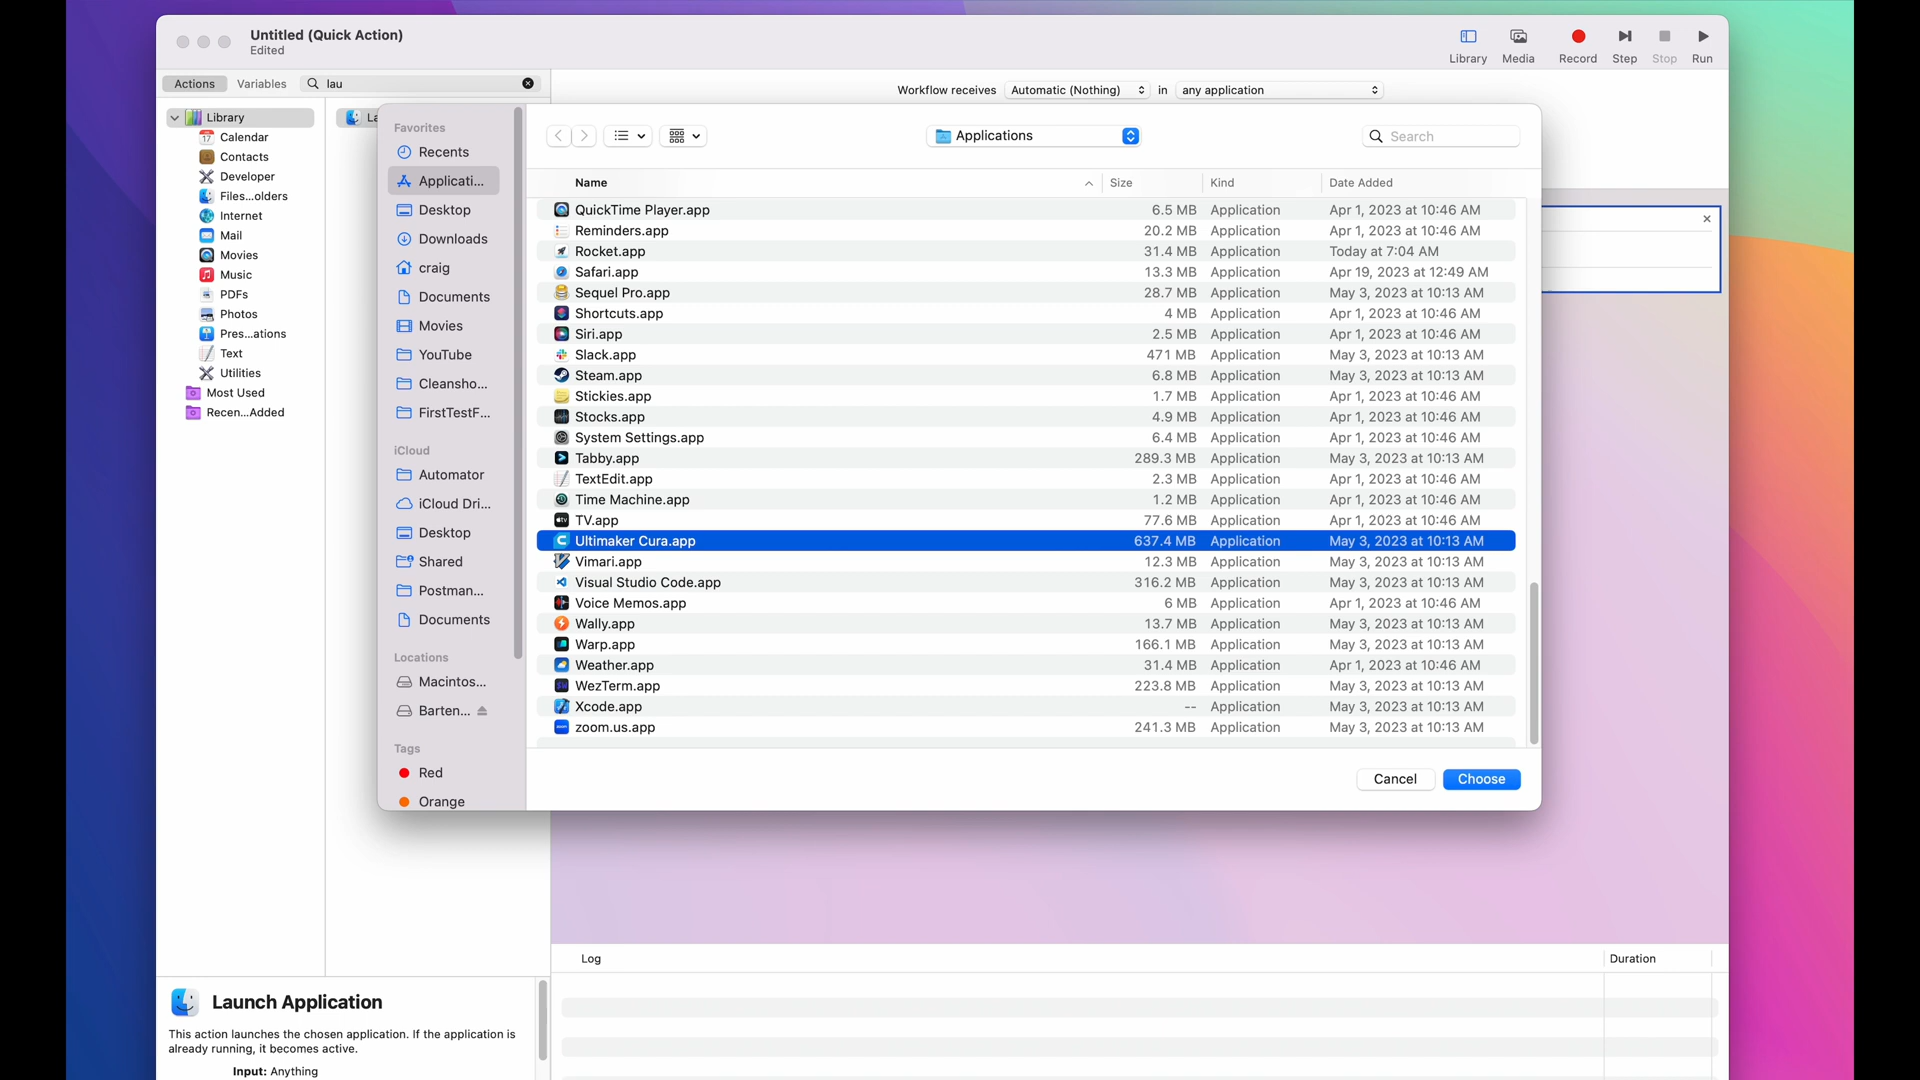 Untitled (Quick Action)
Edited
Library
Media
Record
Step
Stop
Run
Actions
Variables
lau
Workflow receives
Automatic (Nothing)
in
any application
Library
Calendar
Contacts
Developer
Files...olders
Internet
Mail
Movies
Music
PDFs
Photos
Pres...ations
Text
Utilities
Most Used
Recen...Added
La
Favorites
Recents
Applicati...
Desktop
Downloads
craig
Documents
Movies
YouTube
Cleansho...
FirstTestF...
iCloud
Automator
iCloud Dri...
Desktop
Shared
Postman...
Documents
Locations
Macintos...
Barten...
Tags
Red
Orange
Applications
Search
Name Size Kind Date Added
QuickTime Player.app 6.5 MB Application Apr 1, 2023 at 10:46 AM
Reminders.app 20.2 MB Application Apr 1, 2023 at 10:46 AM
Rocket.app 31.4 MB Application Today at 7:04 AM
Safari.app 13.3 MB Application Apr 19, 2023 at 12:49 AM
Sequel Pro.app 28.7 MB Application May 3, 2023 at 10:13 AM
Shortcuts.app 4 MB Application Apr 1, 2023 at 10:46 AM
Siri.app 2.5 MB Application Apr 1, 2023 at 10:46 AM
Slack.app 471 MB Application May 3, 2023 at 10:13 AM
Steam.app 6.8 MB Application May 3, 2023 at 10:13 AM
Stickies.app 1.7 MB Application Apr 1, 2023 at 10:46 AM
Stocks.app 4.9 MB Application Apr 1, 2023 at 10:46 AM
System Settings.app 6.4 MB Application Apr 1, 2023 at 10:46 AM
Tabby.app 289.3 MB Application May 3, 2023 at 10:13 AM
TextEdit.app 2.3 MB Application Apr 1, 2023 at 10:46 AM
Time Machine.app 1.2 MB Application Apr 1, 2023 at 10:46 AM
TV.app 77.6 MB Application Apr 1, 2023 at 10:46 AM
Ultimaker Cura.app 637.4 MB Application May 3, 2023 at 10:13 AM
Vimari.app 12.3 MB Application May 3, 2023 at 10:13 AM
Visual Studio Code.app 316.2 MB Application May 3, 2023 at 10:13 AM
Voice Memos.app 6 MB Application Apr 1, 2023 at 10:46 AM
Wally.app 13.7 MB Application May 3, 2023 at 10:13 AM
Warp.app 166.1 MB Application May 3, 2023 at 10:13 AM
Weather.app 31.4 MB Application Apr 1, 2023 at 10:46 AM
WezTerm.app 223.8 MB Application May 3, 2023 at 10:13 AM
Xcode.app -- Application May 3, 2023 at 10:13 AM
zoom.us.app 241.3 MB Application May 3, 2023 at 10:13 AM
Cancel
Choose
Log
Duration
Launch Application
This action launches the chosen application. If the application is
already running, it becomes active.
Input: Anything